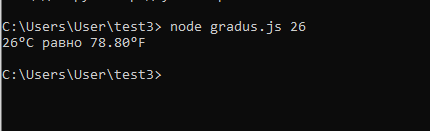 C:\Users\User\test3> node gradus.js 26
26°C равно 78.80°F
C:\Users\User\test3>